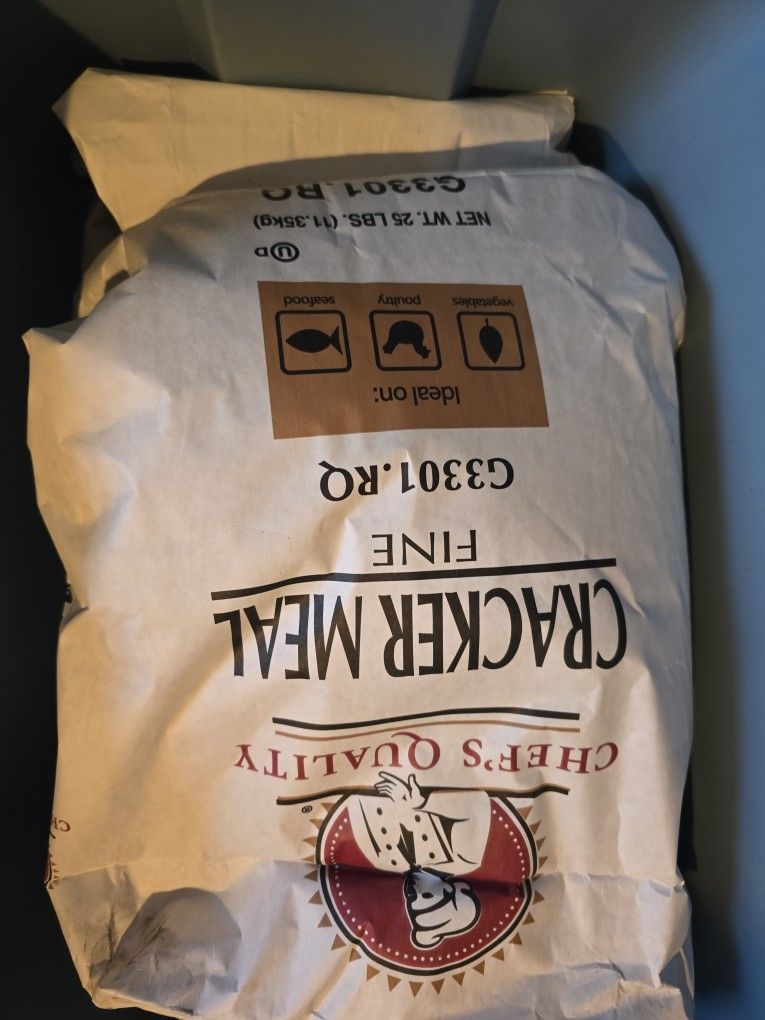 CHEF'S QUALITY
®
CRACKER MEAL
FINE
G3301.RQ
Ideal on:
vegetables poultry seafood
U D
NET WT. 25 LBS. (11.35kg)
G3301.RQ